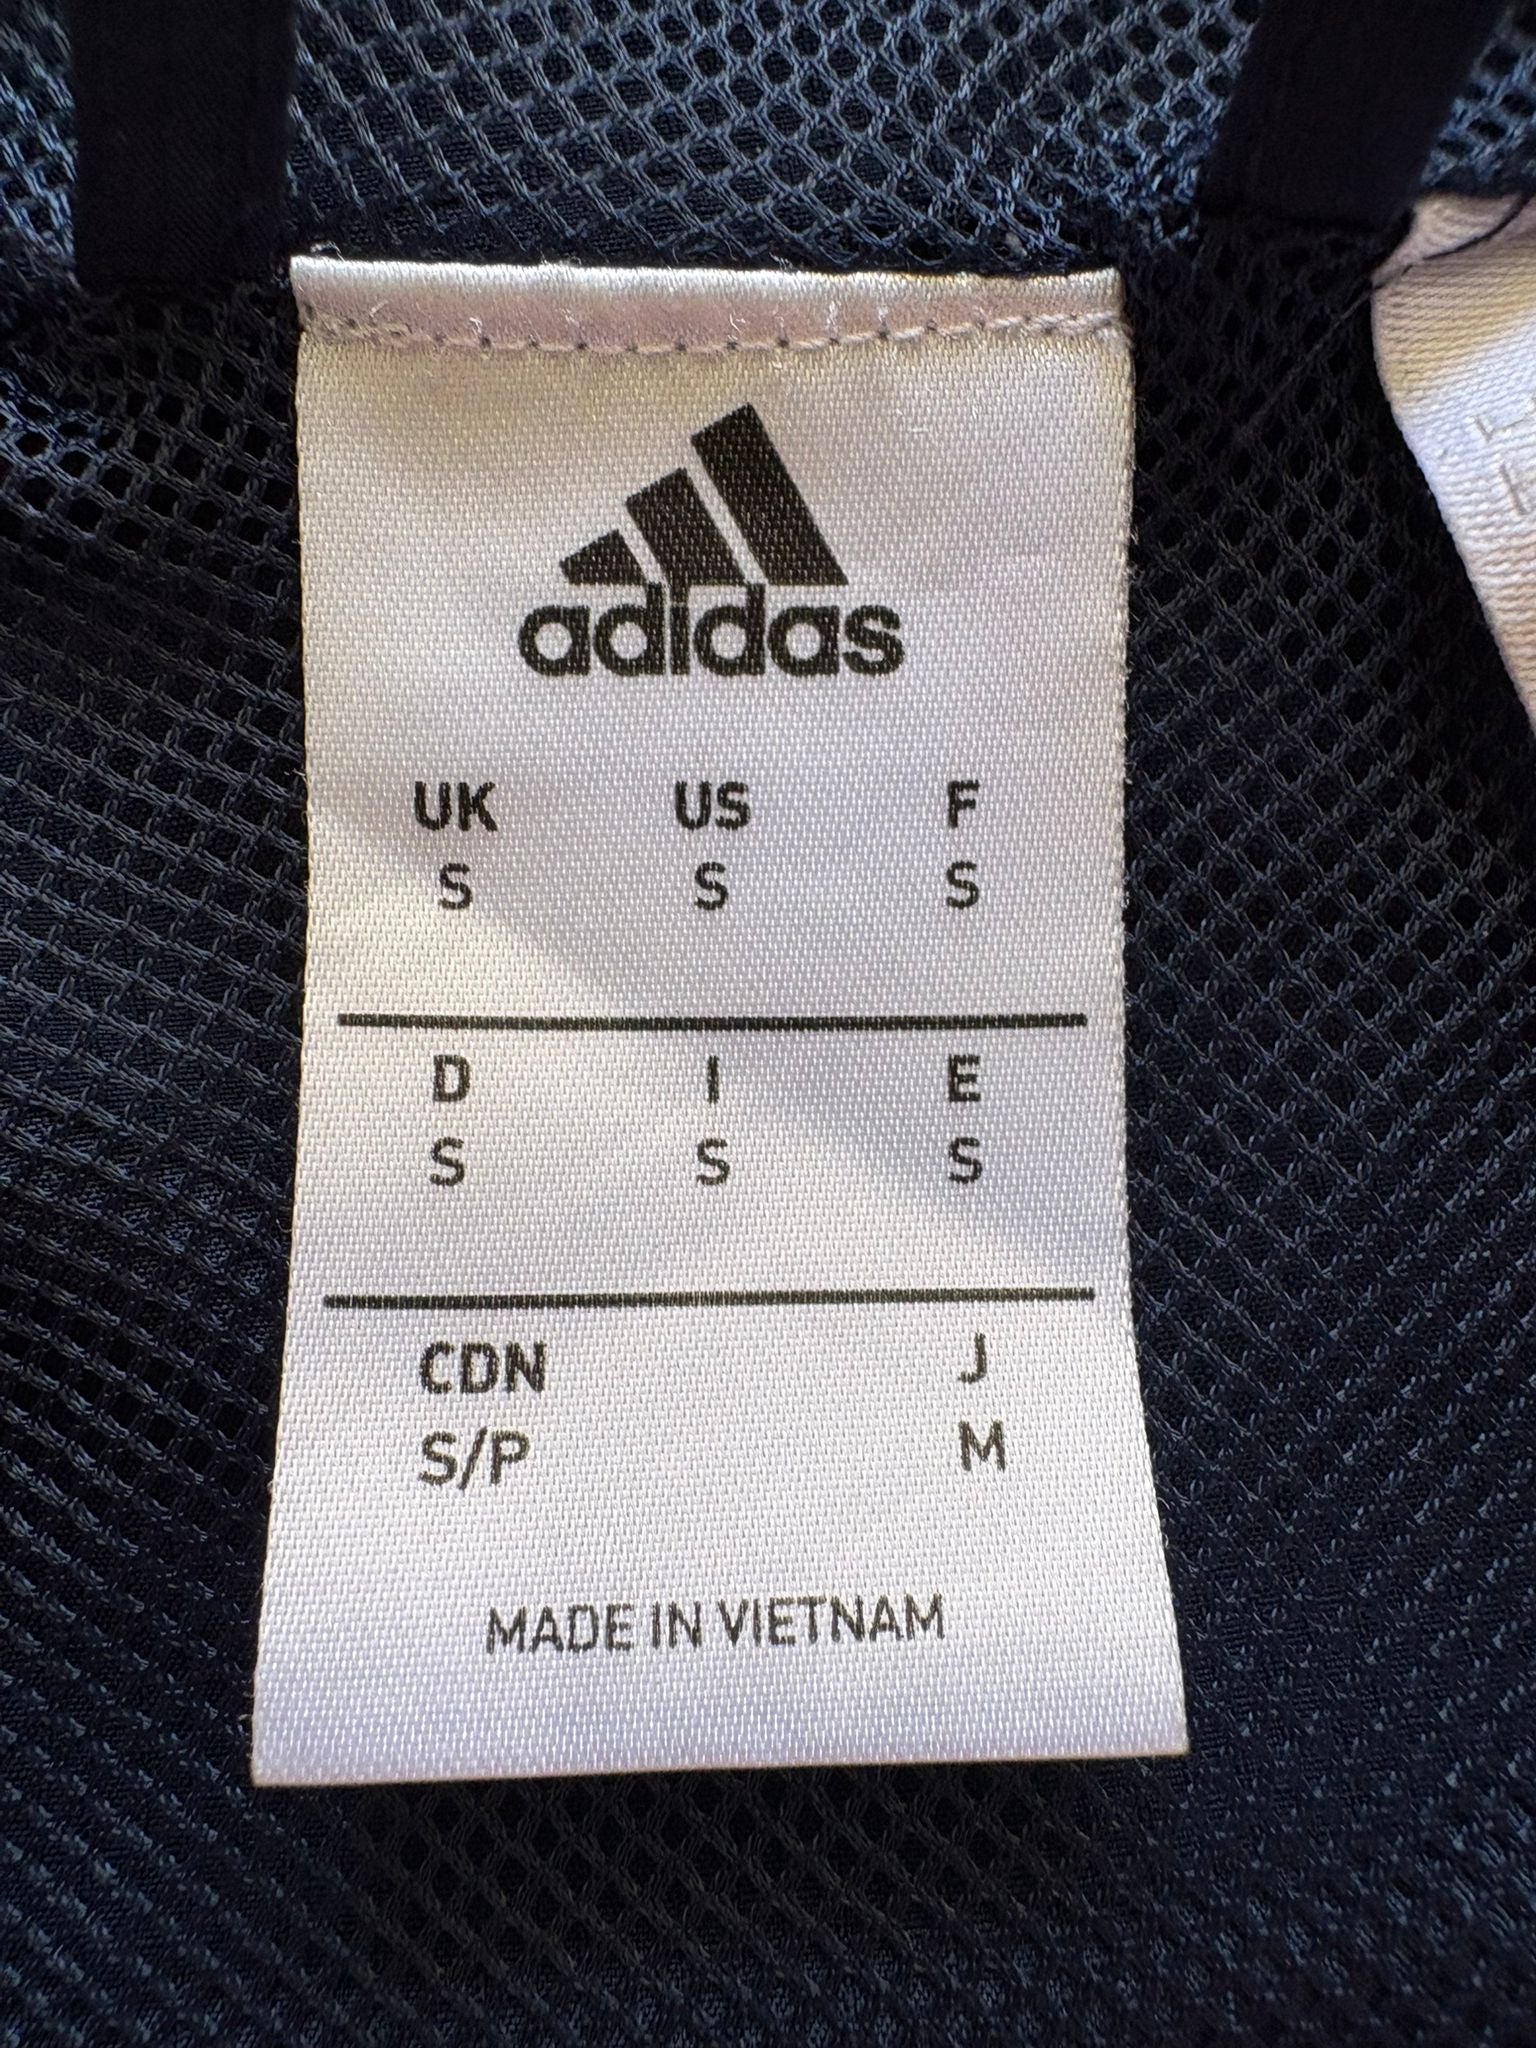 adidas
UK US F
S S S
D I E
S S S
CDN J
S/P M
MADE IN VIETNAM